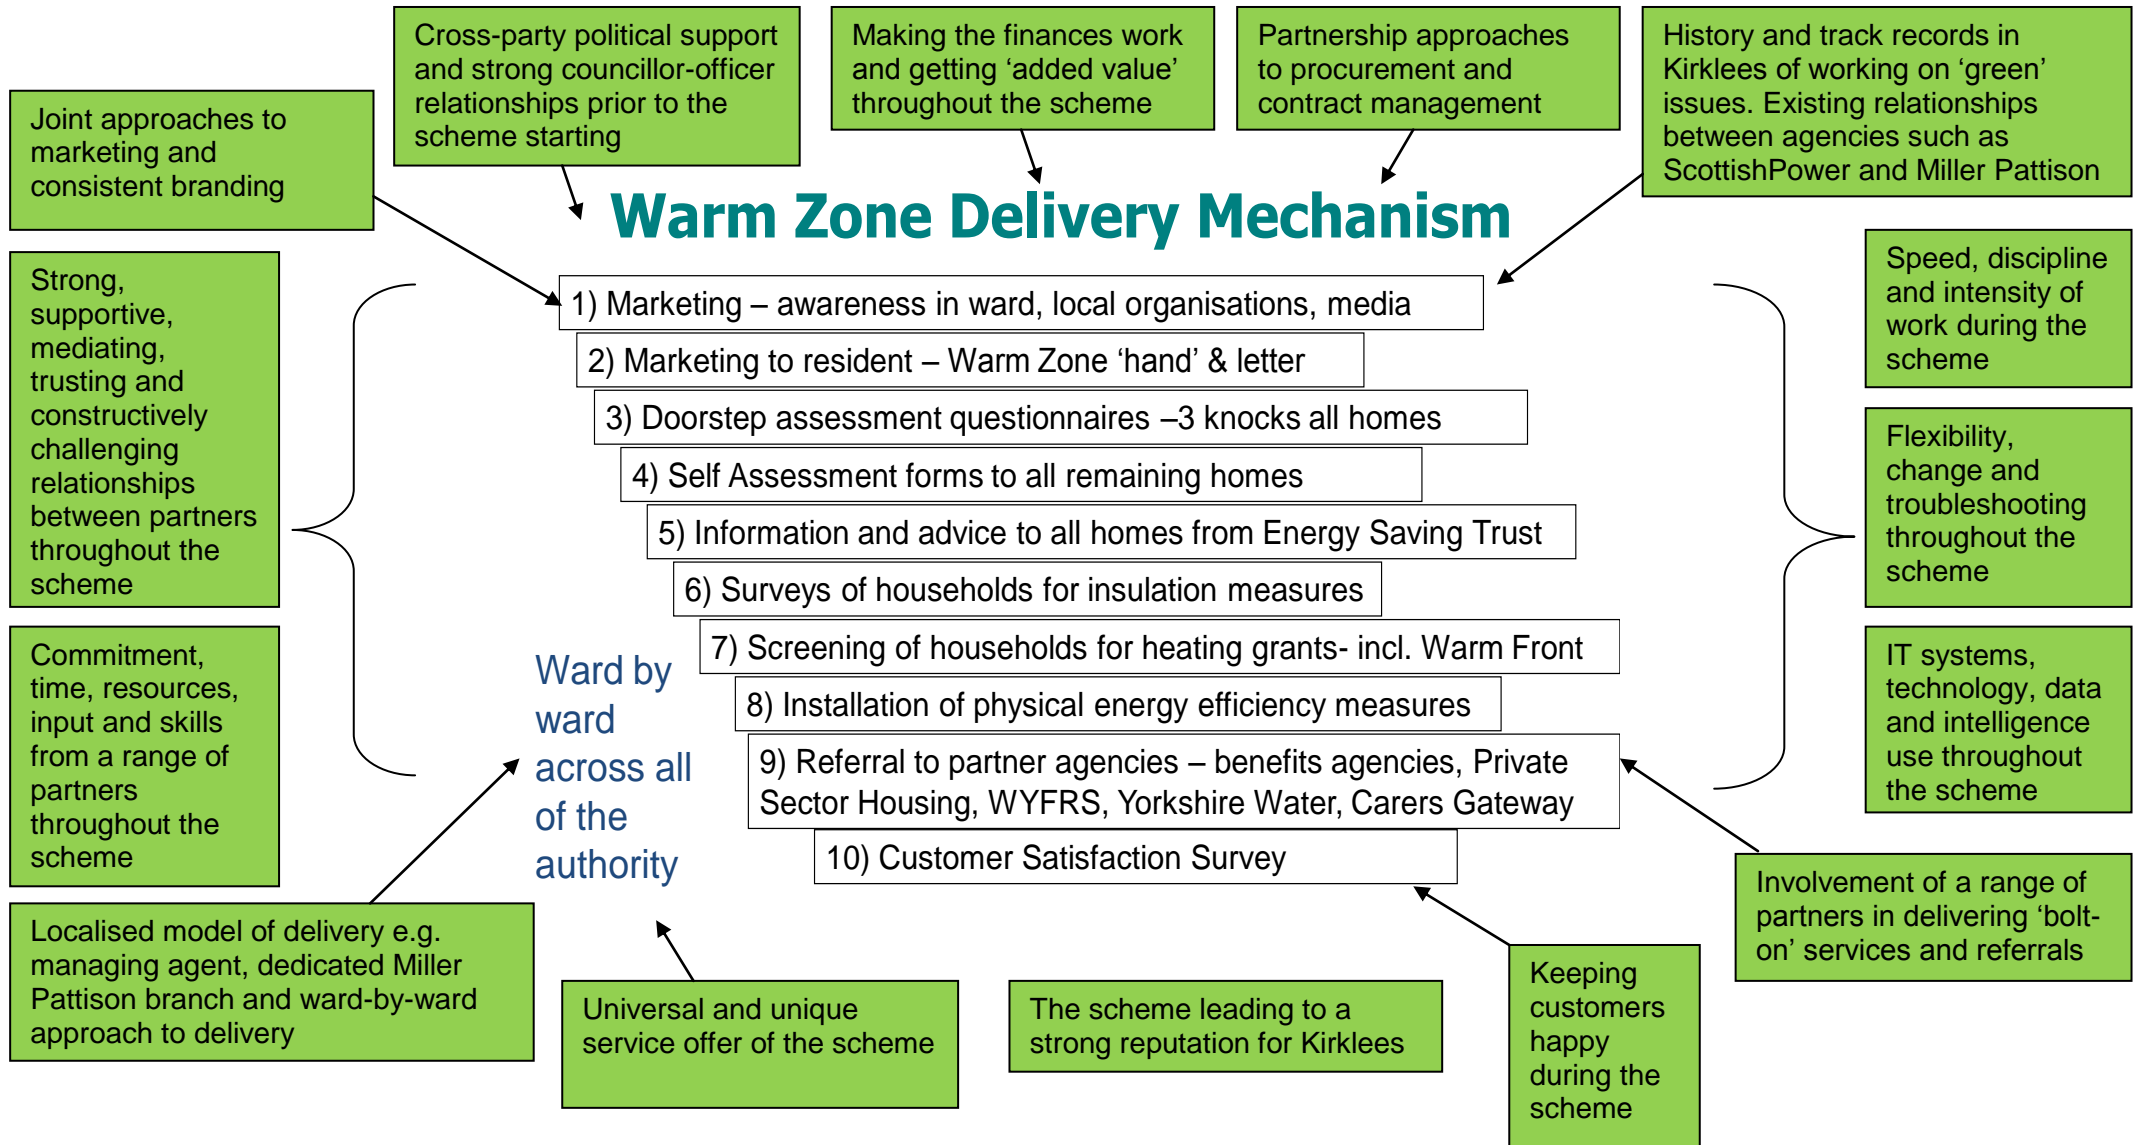 Cross-party political support
and strong councillor-officer
relationships prior to the
scheme starting
Making the finances work
and getting ‘added value’
throughout the scheme
Partnership approaches
to procurement and
contract management
History and track records in
Kirklees of working on ‘green’
issues. Existing relationships
between agencies such as
ScottishPower and Miller Pattison
Joint approaches to
marketing and
consistent branding
Warm Zone Delivery Mechanism
Strong,
supportive,
mediating,
trusting and
constructively
challenging
relationships
between partners
throughout the
scheme
Commitment,
time, resources,
input and skills
from a range of
partners
throughout the
scheme
1) Marketing – awareness in ward, local organisations, media
2) Marketing to resident – Warm Zone ‘hand’ & letter
3) Doorstep assessment questionnaires –3 knocks all homes
4) Self Assessment forms to all remaining homes
5) Information and advice to all homes from Energy Saving Trust
6) Surveys of households for insulation measures
7) Screening of households for heating grants- incl. Warm Front
8) Installation of physical energy efficiency measures
9) Referral to partner agencies – benefits agencies, Private
Sector Housing, WYFRS, Yorkshire Water, Carers Gateway
10) Customer Satisfaction Survey
Ward by
ward
across all
of the
authority
Speed, discipline
and intensity of
work during the
scheme
Flexibility,
change and
troubleshooting
throughout the
scheme
IT systems,
technology, data
and intelligence
use throughout
the scheme
Localised model of delivery e.g.
managing agent, dedicated Miller
Pattison branch and ward-by-ward
approach to delivery
Universal and unique
service offer of the scheme
The scheme leading to a
strong reputation for Kirklees
Keeping
customers
happy
during the
scheme
Involvement of a range of
partners in delivering ‘bolt-
on’ services and referrals